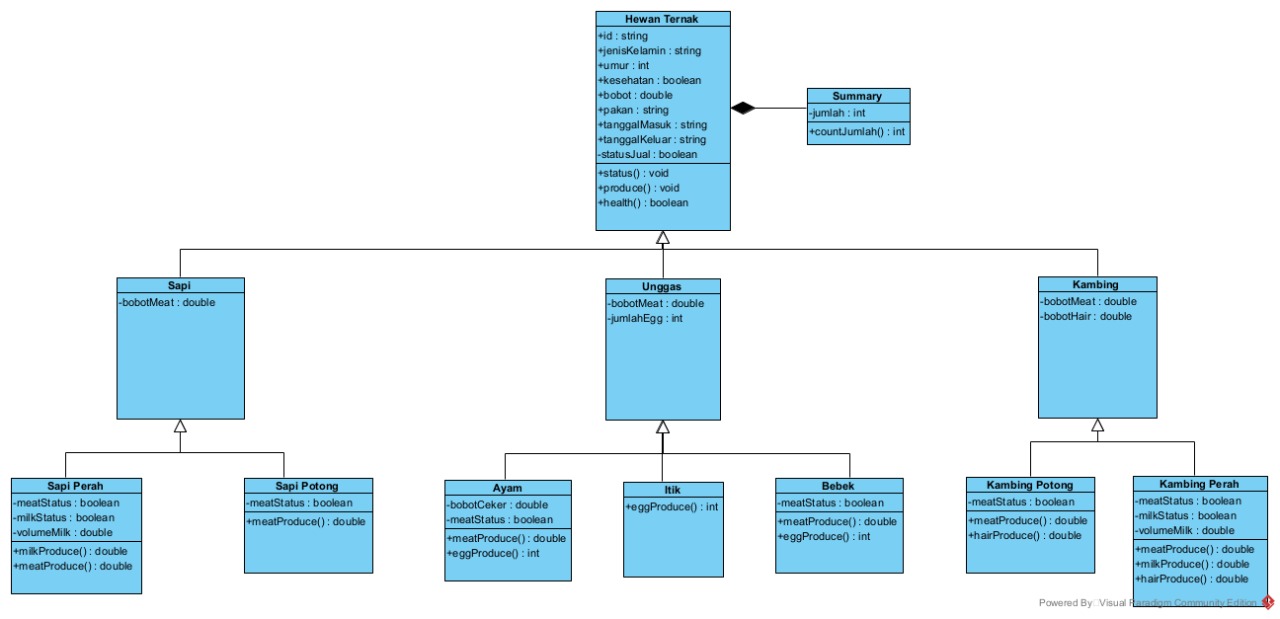 Hewan Ternak
+id : string
+jenisKelamin : string
+umur : int
+kesehatan : boolean
+bobot : double
+pakan : string
+tanggalMasuk : string
+tanggalKeluar : string
-statusJual : boolean
+status() : void
+produce() : void
+health() : boolean
Summary
-jumlah : int
+countJumlah() : int
Sapi
-bobotMeat : double
Unggas
-bobotMeat : double
-jumlahEgg : int
Kambing
-bobotMeat : double
-bobotHair : double
Sapi Perah
-meatStatus : boolean
-milkStatus : boolean
-volumeMilk : double
+milkProduce() : double
+meatProduce() : double
Sapi Potong
-meatStatus : boolean
+meatProduce() : double
Ayam
-bobotCeker : double
-meatStatus : boolean
+meatProduce() : double
+eggProduce() : int
Itik
+eggProduce() : int
Bebek
-meatStatus : boolean
+meatProduce() : double
+eggProduce() : int
Kambing Potong
-meatStatus : boolean
+meatProduce() : double
+hairProduce() : double
Kambing Perah
-meatStatus : boolean
-milkStatus : boolean
-volumeMilk : double
+meatProduce() : double
+milkProduce() : double
+hairProduce() : double
Powered By Visual Paradigm Community Edition